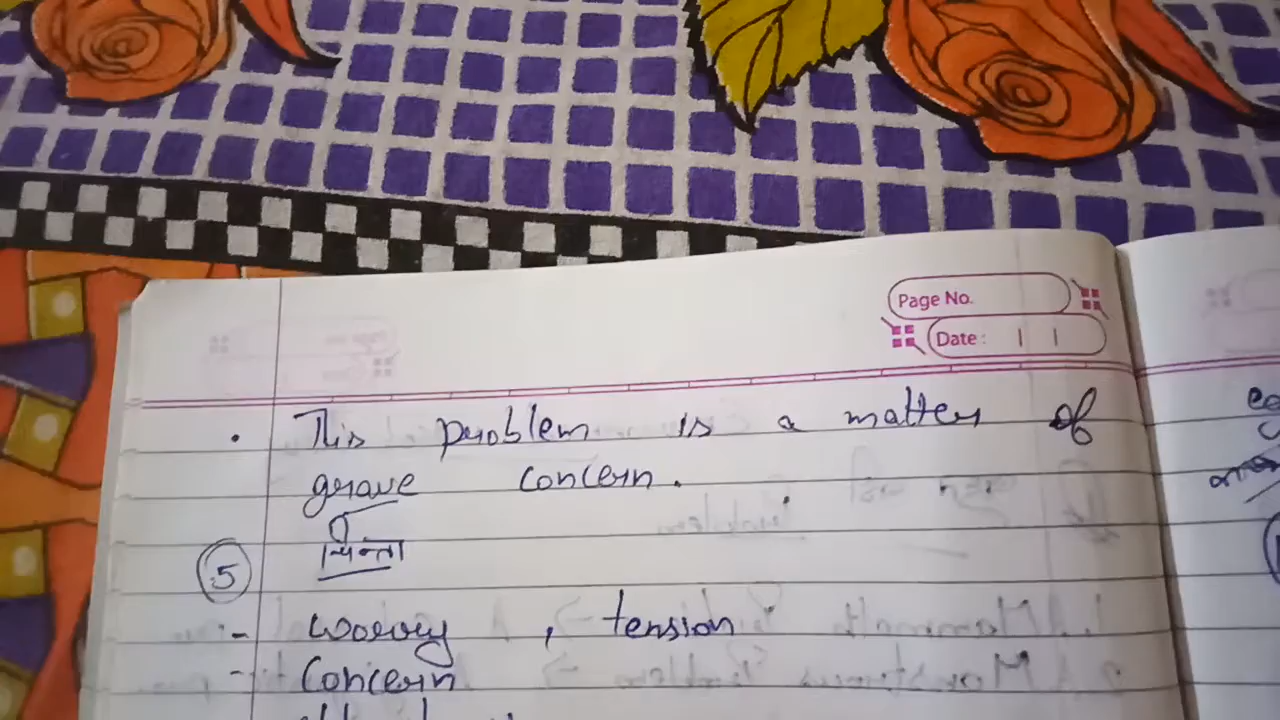 Page No.
Date :
• This problem is a matter of
grave concern.
चिन्ता
5
- worry , tension
- Concern